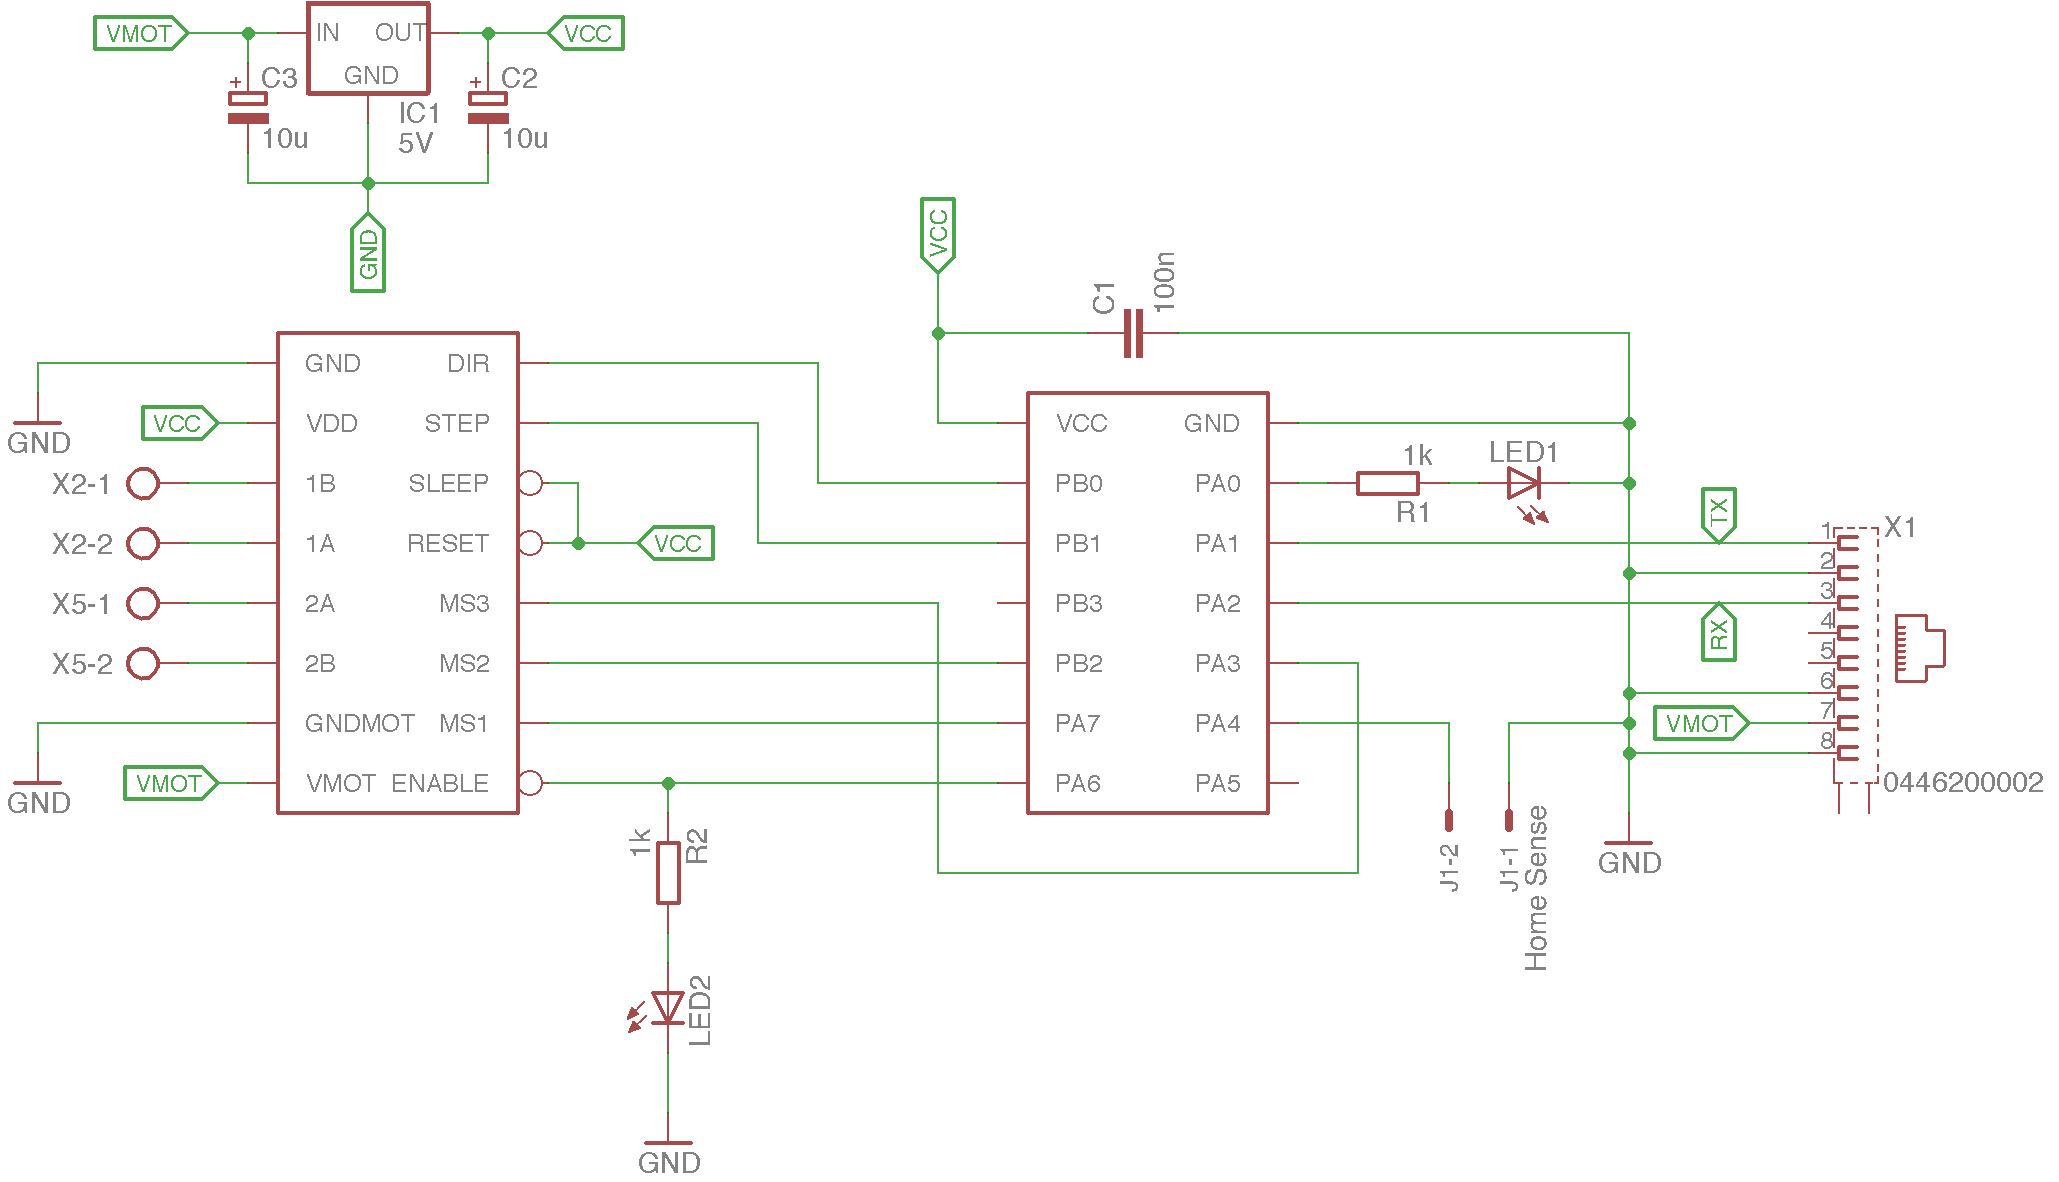 VMOT
IN
OUT
VCC
GND
+
C3
+
C2
10u
IC1
5V
10u
GND
VCC
C1
100n
GND
DIR
VCC
VDD
STEP
GND
X2-1
1B
SLEEP
X2-2
1A
RESET
VCC
X5-1
2A
MS3
X5-2
2B
MS2
GNDMOT
MS1
VMOT
VMOT
ENABLE
GND
VCC
GND
PB0
PA0
1k
R1
LED1
PB1
PA1
TX
PB3
PA2
RX
PB2
PA3
PA7
PA4
VMOT
PA6
PA5
1
X1
2
3
4
5
6
7
8
0446200002
1k
R2
J1-2
J1-1
Home Sense
GND
LED2
GND